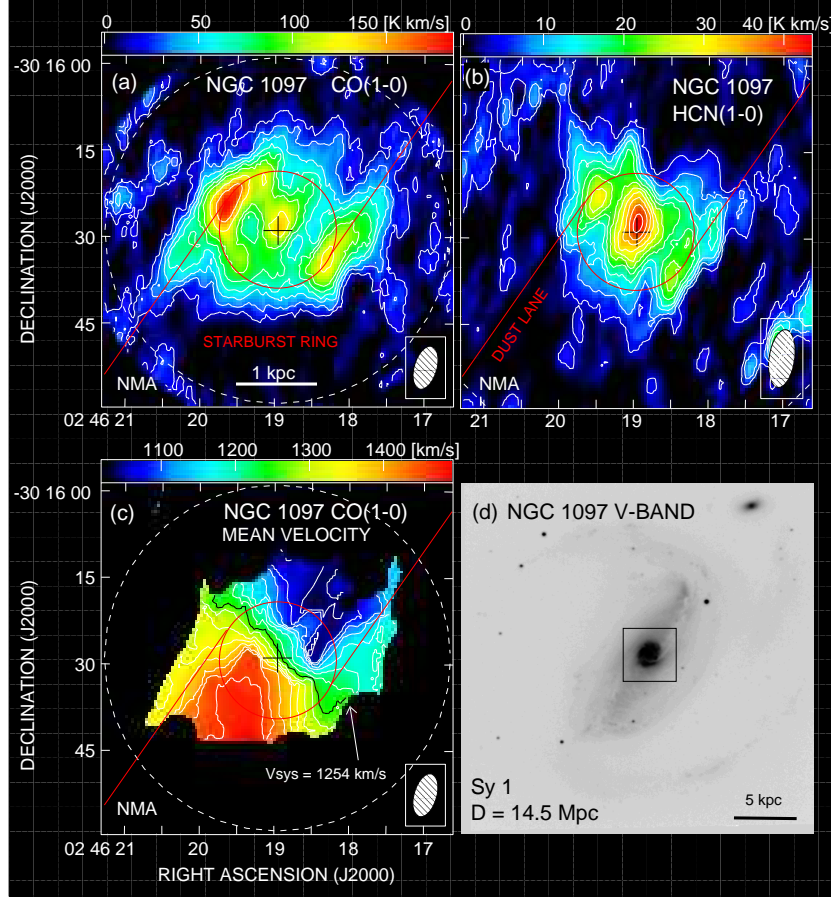 0 50 100 150 [K km/s]
0 10 20 30 40 [K km/s]
(a) NGC 1097 CO(1-0)
(b) NGC 1097
HCN(1-0)
-30 16 00
15
30
45
DECLINATION (J2000)
STARBURST RING
1 kpc
NMA
DUST LANE
NMA
02 46 21 20 19 18 17
21 20 19 18 17
1100 1200 1300 1400 [km/s]
(c) NGC 1097 CO(1-0)
MEAN VELOCITY
-30 16 00
15
30
45
DECLINATION (J2000)
Vsys = 1254 km/s
NMA
02 46 21 20 19 18 17
RIGHT ASCENSION (J2000)
(d) NGC 1097 V-BAND
Sy 1
D = 14.5 Mpc
5 kpc